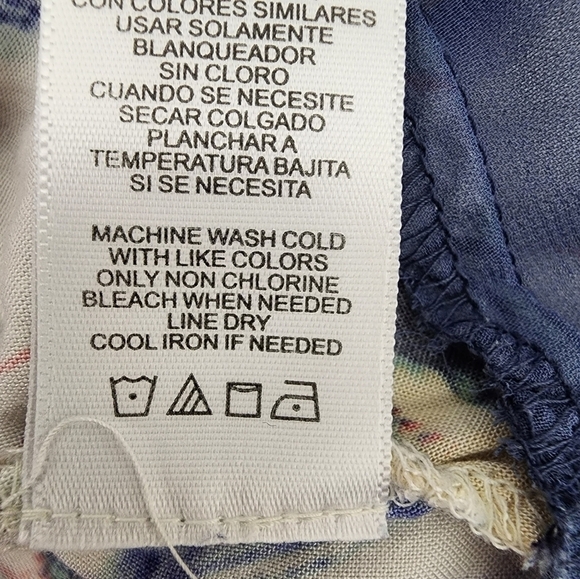 CON COLORES SIMILARES
USAR SOLAMENTE
BLANQUEADOR
SIN CLORO
CUANDO SE NECESITE
SECAR COLGADO
PLANCHAR A
TEMPERATURA BAJITA
SI SE NECESITA
MACHINE WASH COLD
WITH LIKE COLORS
ONLY NON CHLORINE
BLEACH WHEN NEEDED
LINE DRY
COOL IRON IF NEEDED